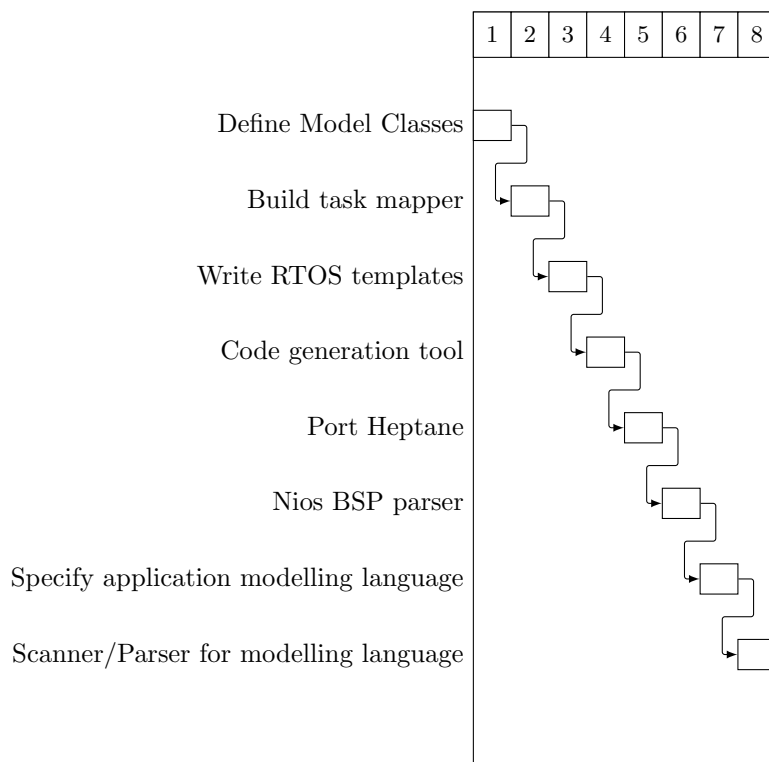 1 2 3 4 5 6 7 8
Define Model Classes
Build task mapper
Write RTOS templates
Code generation tool
Port Heptane
Nios BSP parser
Specify application modelling language
Scanner/Parser for modelling language